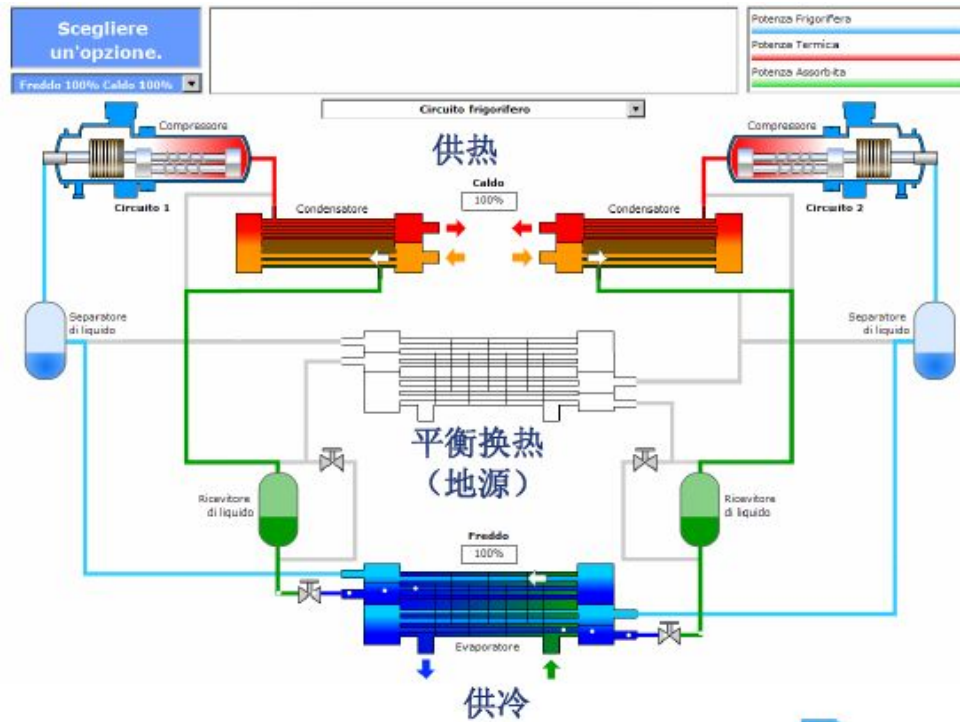 Scegliere
un'opzione.
Freddo 100% Caldo 100%
Potenza Frigorifera
Potenza Termica
Potenza Assorbita
Circuito frigorifero
Compressore
Compressore
供热
Caldo
100%
Circuito 1
Circuito 2
Condensatore
Condensatore
Separatore
di liquido
Separatore
di liquido
平衡换热
（地源）
Ricevitore
di liquido
Ricevitore
di liquido
Freddo
100%
Evaporatore
供冷